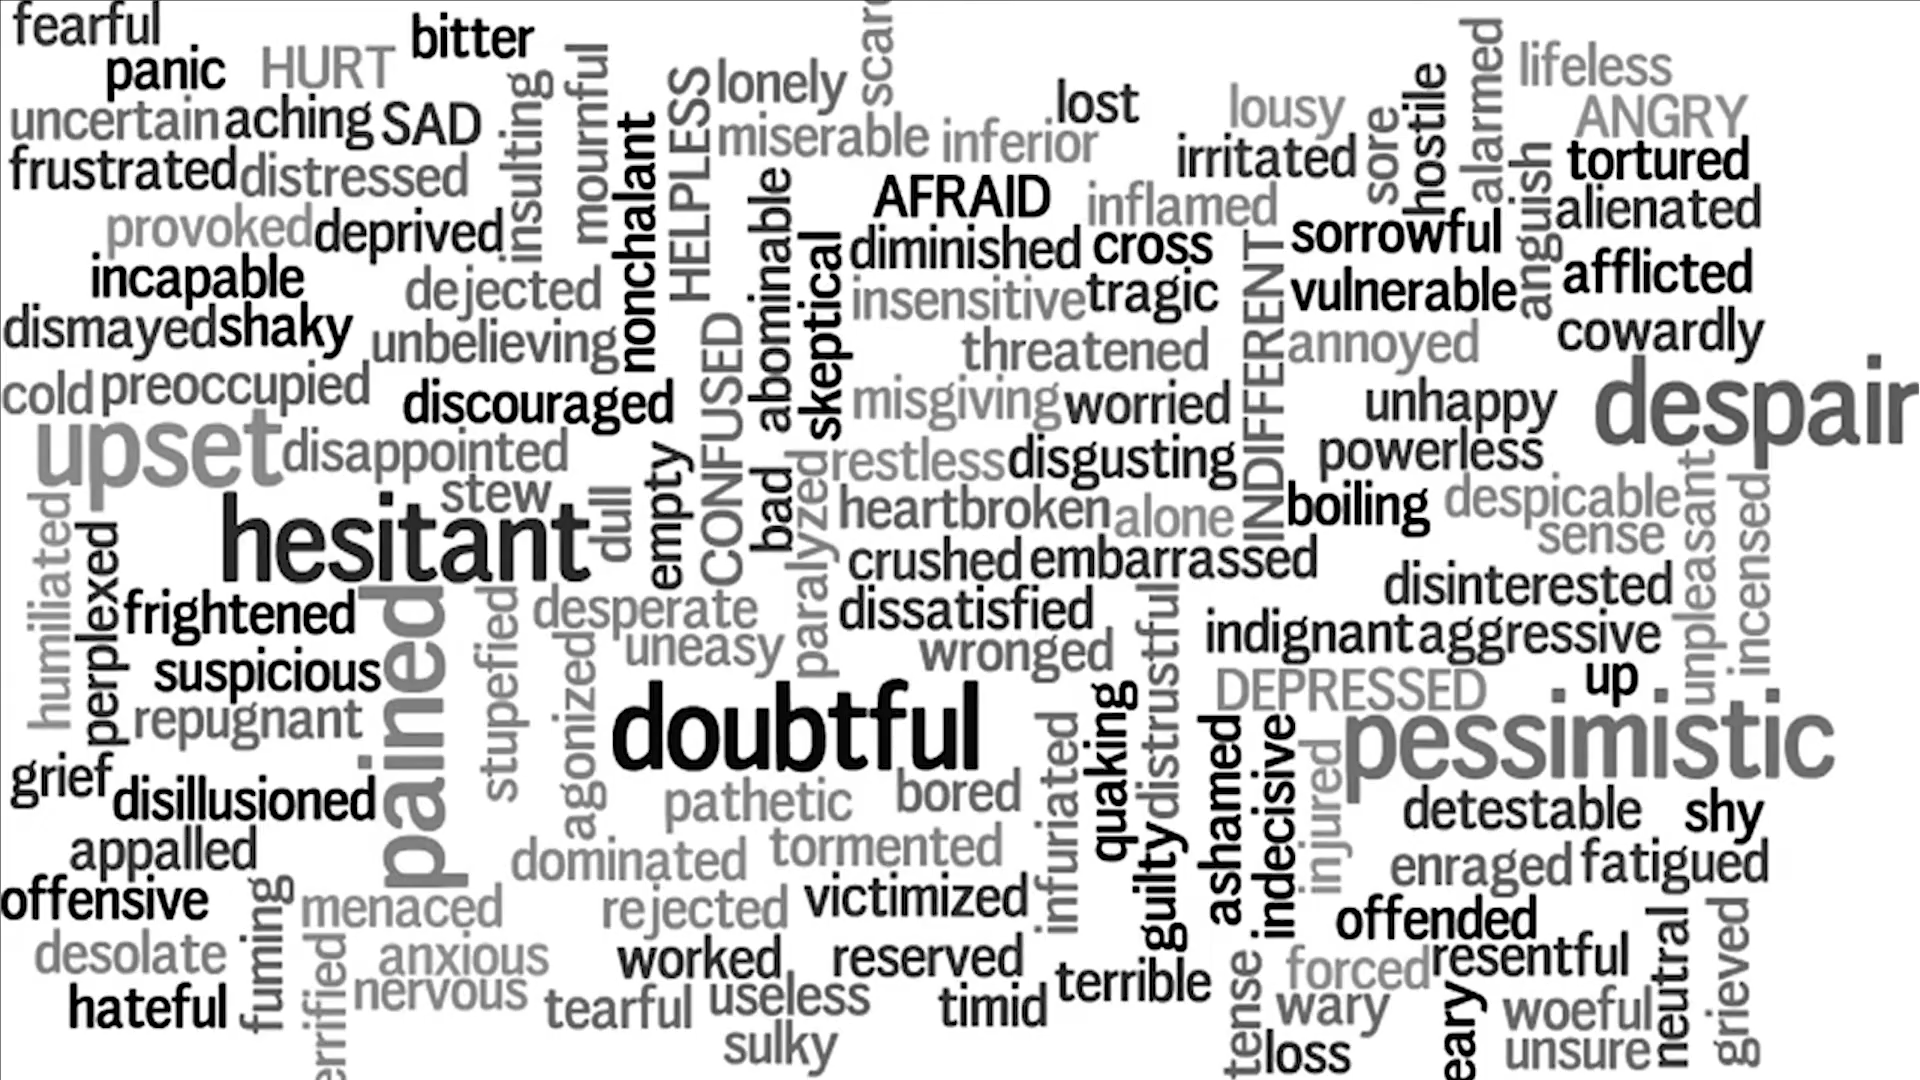 fearful
bitter
panic
HURT
scare
lonely
mournful
insulting
HELPLESS
lost
lousy
hostile
alarmed
lifeless
uncertain
aching
SAD
miserable
inferior
irritated
sore
ANGRY
tortured
frustrated
distressed
nonchalant
abominable
AFRAID
inflamed
sorrowful
anguish
alienated
provoked
deprived
skeptical
diminished
cross
INDIFFERENT
incapable
dejected
insensitive
tragic
vulnerable
afflicted
dismayed
shaky
unbelieving
CONFUSED
threatened
annoyed
cowardly
cold
preoccupied
discouraged
misgiving
worried
unhappy
despair
upset
disappointed
empty
bad
paralyzed
restless
disgusting
powerless
stew
dull
heartbroken
alone
boiling
despicable
sense
unpleasant
incensed
humiliated
perplexed
hesitant
crushed
embarrassed
disinterested
frightened
pained
stupefied
desperate
dissatisfied
distrustful
indignant
aggressive
suspicious
agonized
uneasy
wronged
DEPRESSED
up
repugnant
doubtful
quaking
pessimistic
grief
disillusioned
pathetic
bored
infuriated
ashamed
indecisive
injured
detestable
shy
appalled
dominated
tormented
guilty
enraged
fatigued
offensive
fuming
menaced
rejected
victimized
offended
desolate
anxious
worked
reserved
terrible
tense
forced
resentful
neutral
grieved
hateful
errified
nervous
tearful
useless
timid
wary
eary
woeful
sulky
loss
unsure